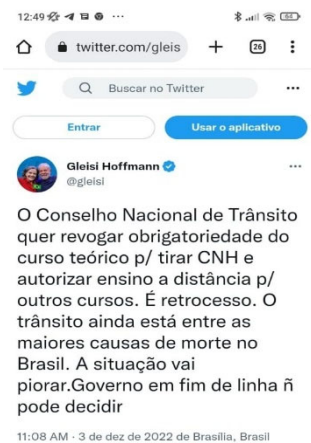 12:49
64
twitter.com/gleis
26
Buscar no Twitter
Entrar
Usar o aplicativo
Gleisi Hoffmann
@gleisi
O Conselho Nacional de Trânsito
quer revogar obrigatoriedade do
curso teórico p/ tirar CNH e
autorizar ensino a distância p/
outros cursos. É retrocesso. O
trânsito ainda está entre as
maiores causas de morte no
Brasil. A situação vai
piorar.Governo em fim de linha ñ
pode decidir
11:08 AM · 3 de dez de 2022 de Brasília, Brasil